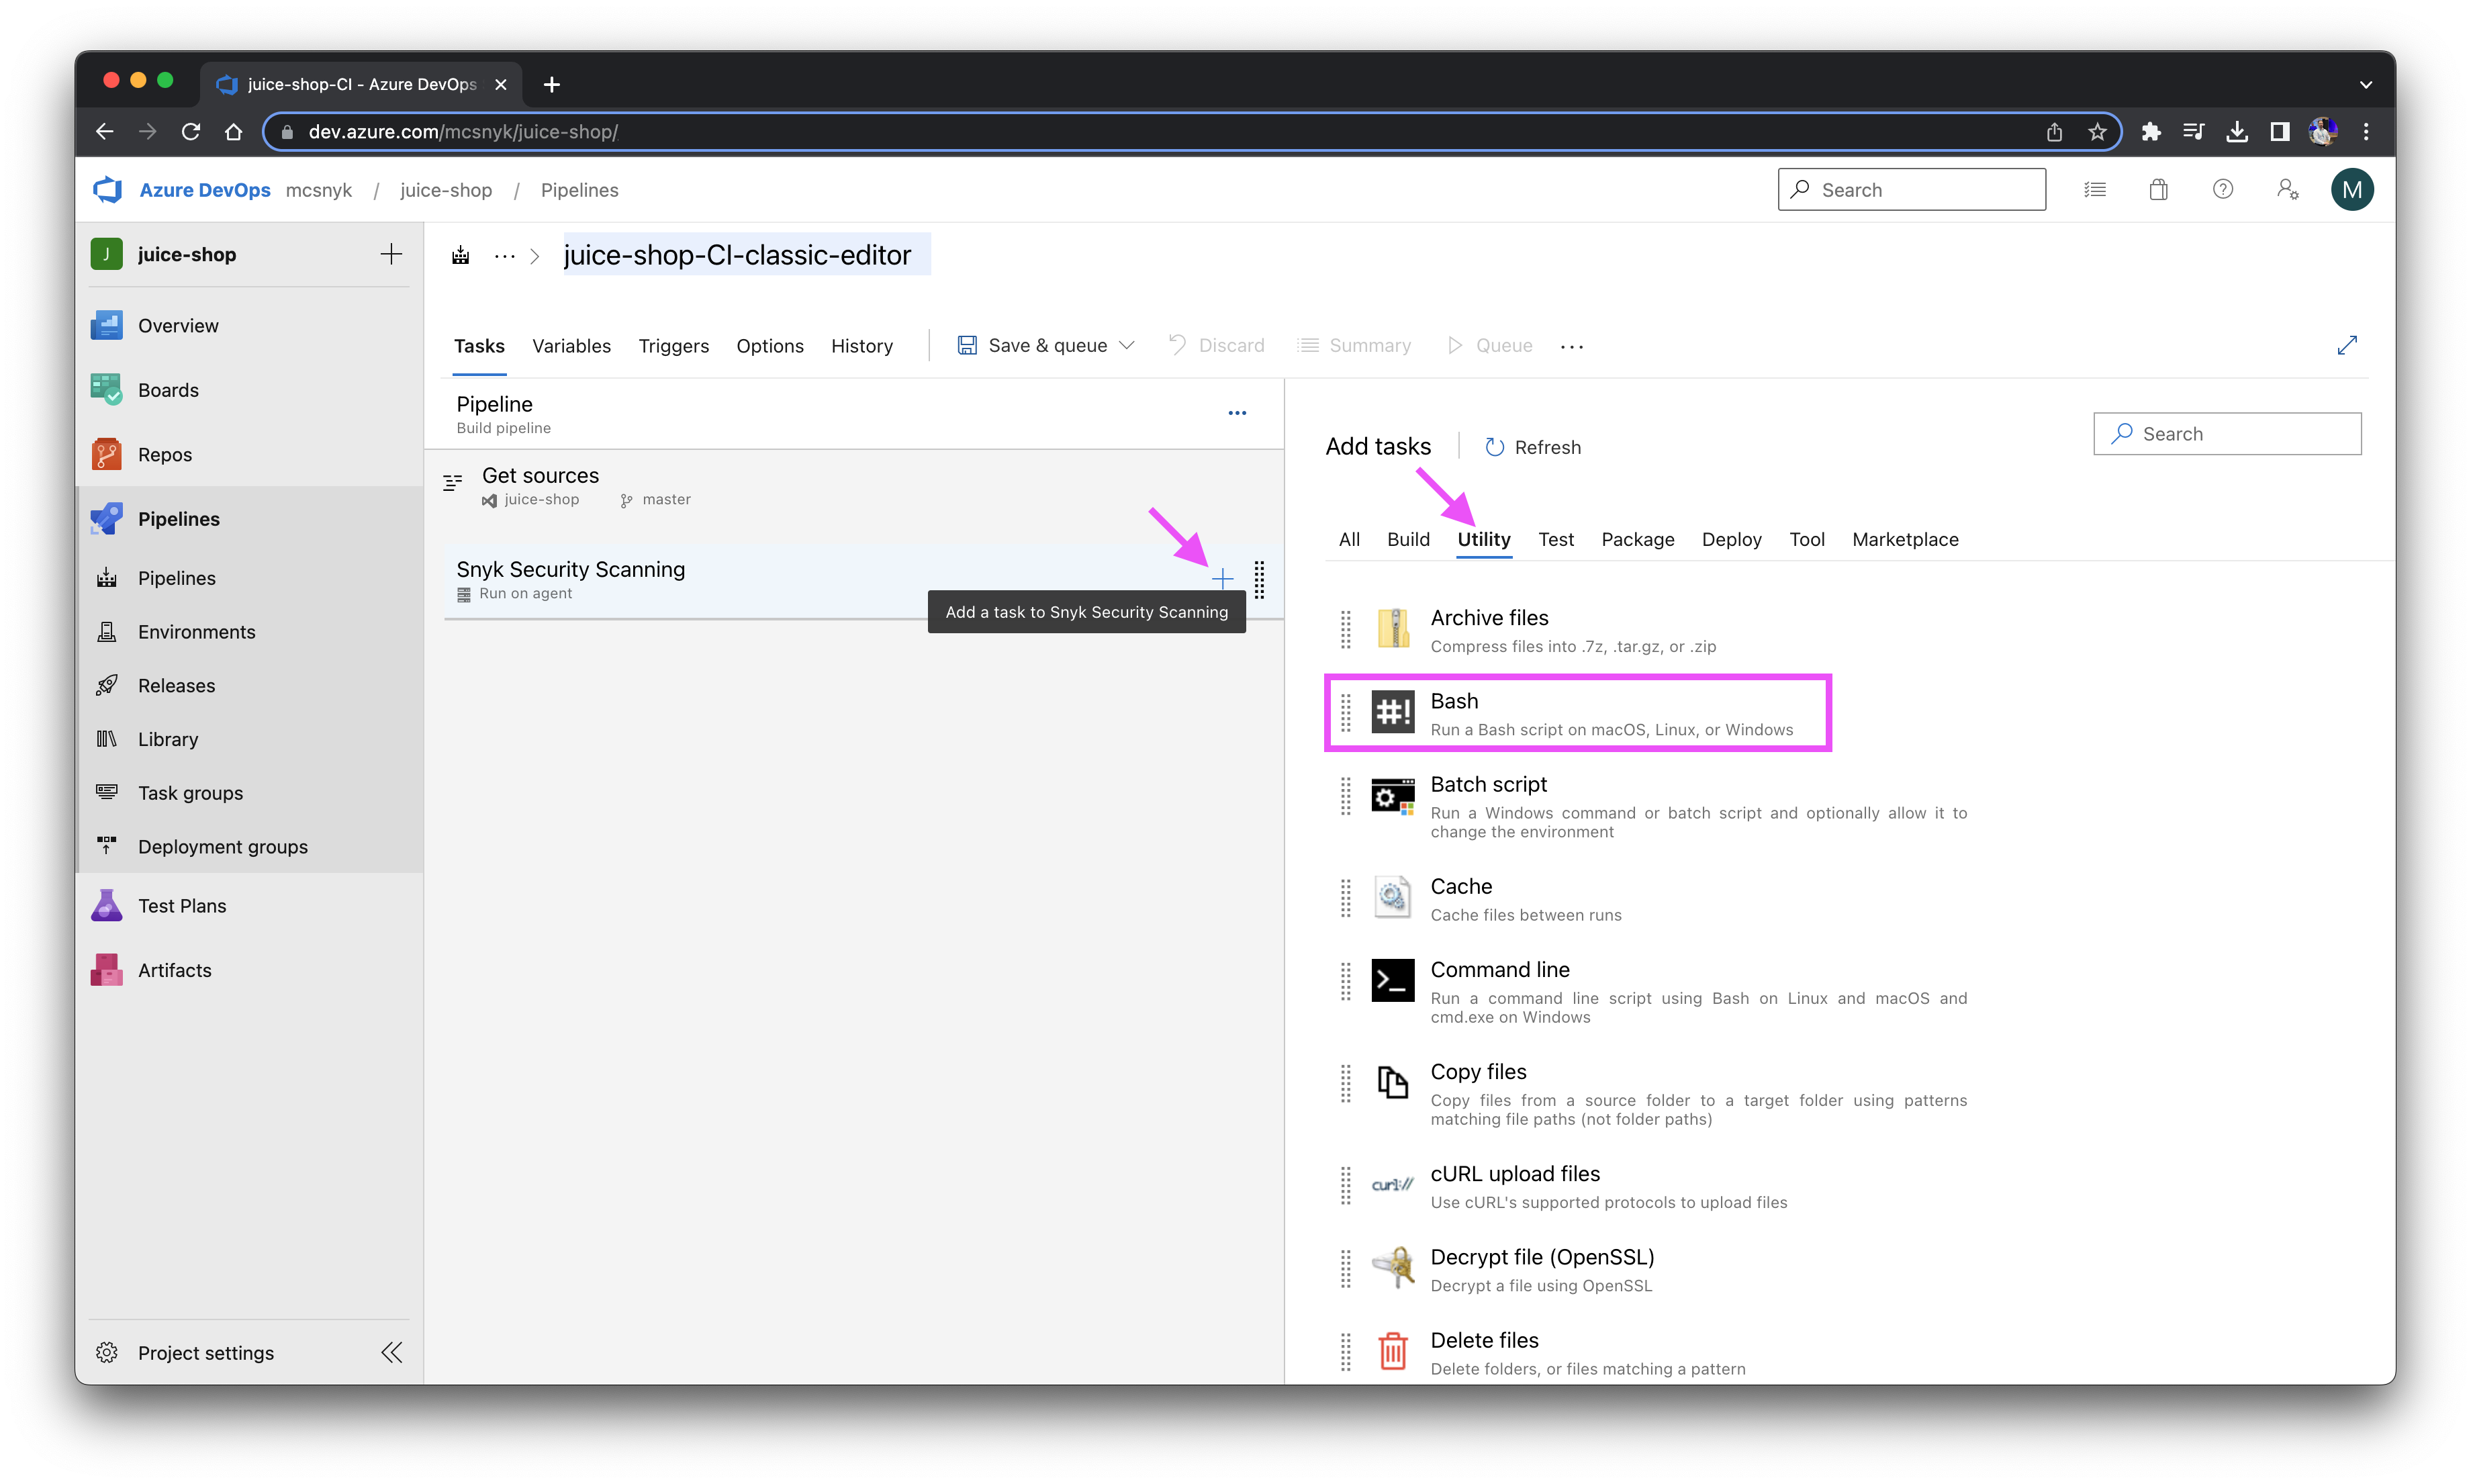 juice-shop-CI - Azure DevOps
dev.azure.com/mcsnyk/juice-shop/
Azure DevOps mcsnyk / juice-shop / Pipelines
Search
M
J juice-shop
Overview
Boards
Repos
Pipelines
Pipelines
Environments
Releases
Library
Task groups
Deployment groups
Test Plans
Artifacts
Project settings
juice-shop-CI-classic-editor
Tasks Variables Triggers Options History Save & queue Discard Summary Queue
Pipeline
Build pipeline
Get sources
juice-shop master
Snyk Security Scanning
Run on agent
Add a task to Snyk Security Scanning
Add tasks Refresh
Search
All Build Utility Test Package Deploy Tool Marketplace
Archive files
Compress files into .7z, .tar.gz, or .zip
#! Bash
Run a Bash script on macOS, Linux, or Windows
Batch script
Run a Windows command or batch script and optionally allow it to
change the environment
Cache
Cache files between runs
Command line
Run a command line script using Bash on Linux and macOS and
cmd.exe on Windows
Copy files
Copy files from a source folder to a target folder using patterns
matching file paths (not folder paths)
curl:// cURL upload files
Use cURL's supported protocols to upload files
Decrypt file (OpenSSL)
Decrypt a file using OpenSSL
Delete files
Delete folders, or files matching a pattern